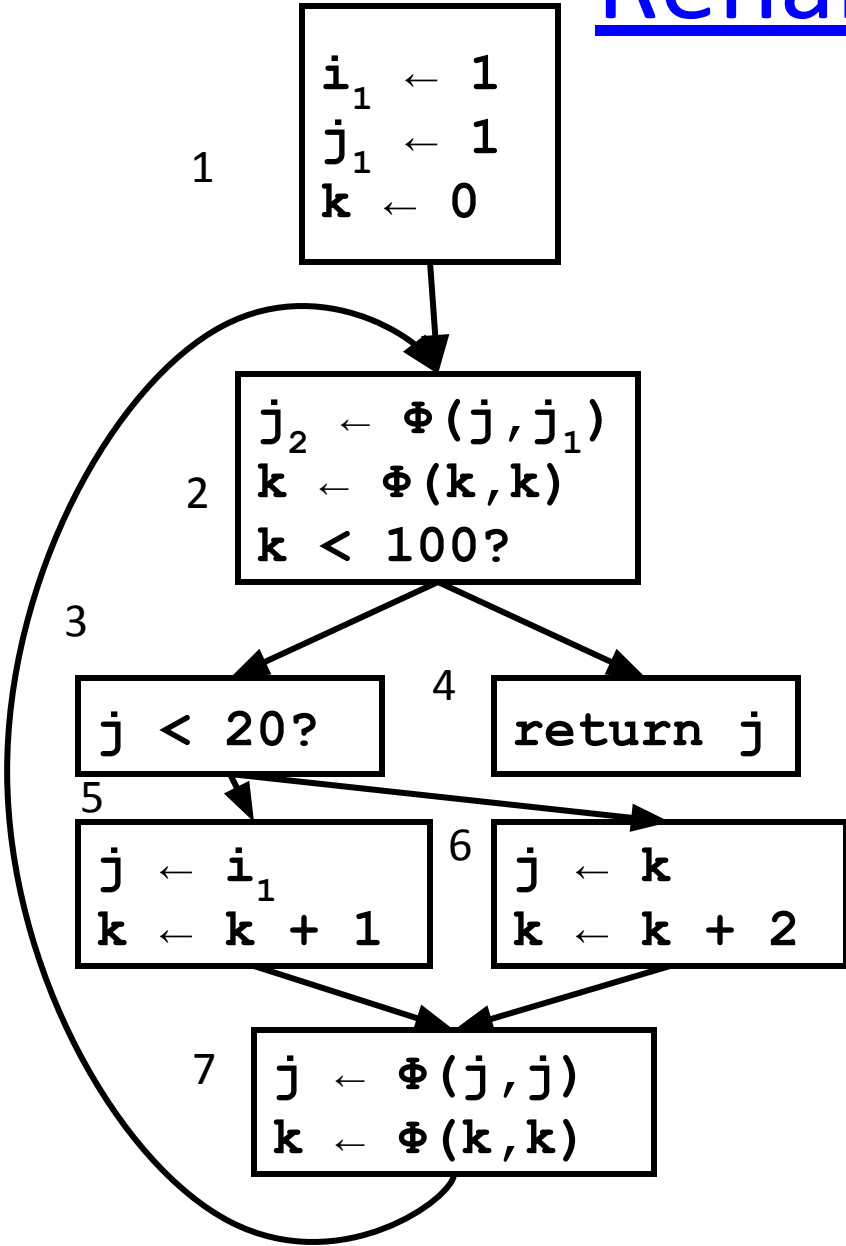 i₁ ← 1
j₁ ← 1
k ← 0
1
j₂ ← Φ(j,j₁)
k ← Φ(k,k)
k < 100?
2
3
j < 20?
4
return j
5
j ← i₁
k ← k + 1
6
j ← k
k ← k + 2
7
j ← Φ(j,j)
k ← Φ(k,k)